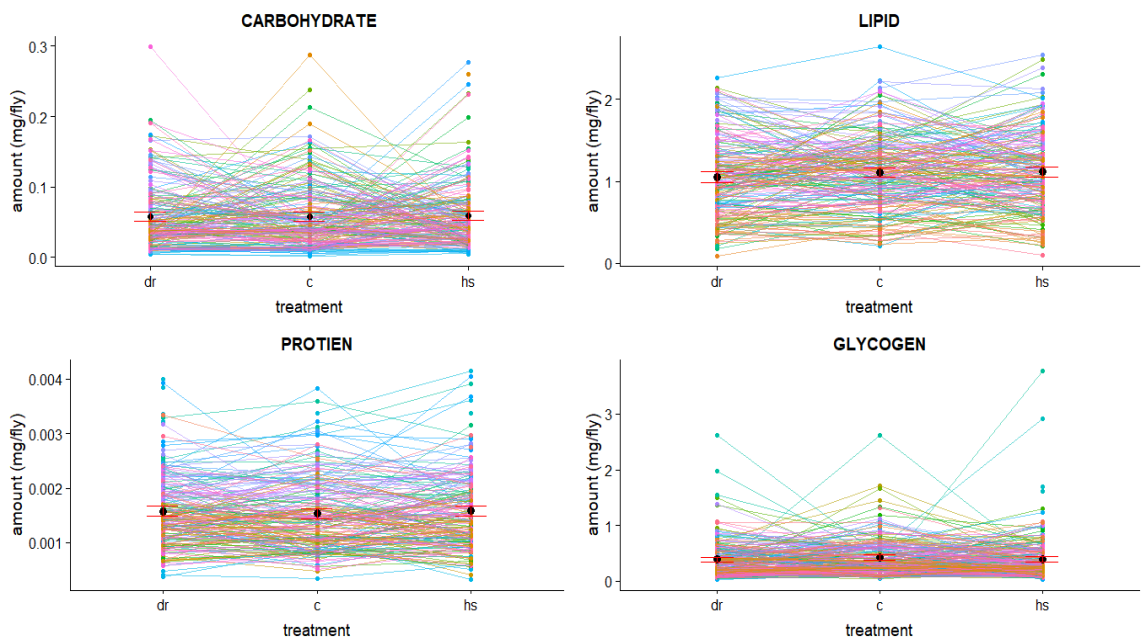 CARBOHYDRATE
amount (mg/fly)
0.3
0.2
0.1
0.0
dr c hs
treatment
LIPID
amount (mg/fly)
2
1
0
dr c hs
treatment
PROTIEN
amount (mg/fly)
0.004
0.003
0.002
0.001
dr c hs
treatment
GLYCOGEN
amount (mg/fly)
3
2
1
0
dr c hs
treatment